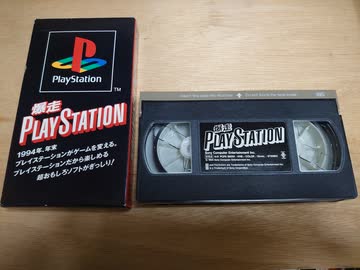 PlayStation
TM
爆走
PLAYSTATION
1994年、年末
プレイステーションがゲームを変える。
プレイステーションだから楽しめる
超おもしろソフトがぎっしり!
VHS
爆走
PLAYSTATION
Sony Computer Entertainment Inc.